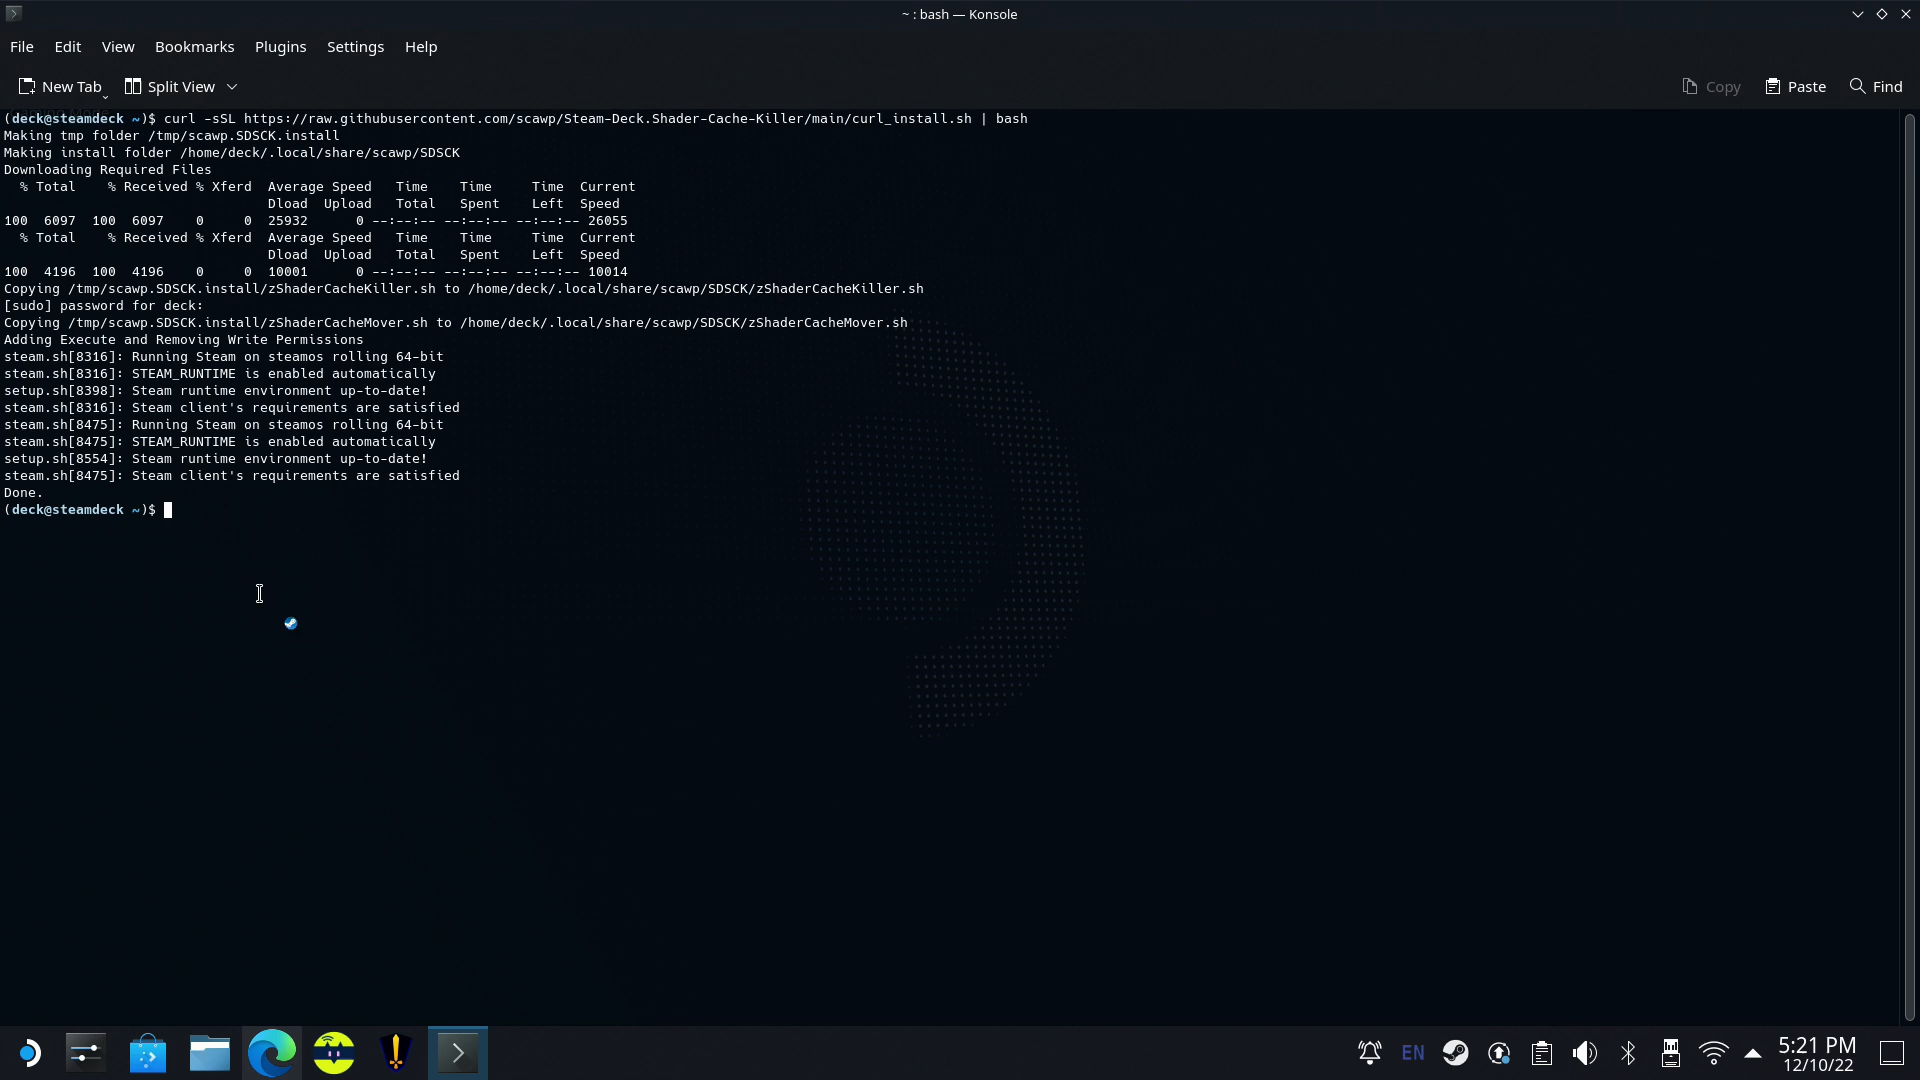 ~ : bash — Konsole
File Edit View Bookmarks Plugins Settings Help
New Tab Split View Copy Paste Find
(deck@steamdeck ~)$ curl -sSL https://raw.githubusercontent.com/scawp/Steam-Deck.Shader-Cache-Killer/main/curl_install.sh | bash
Making tmp folder /tmp/scawp.SDSCK.install
Making install folder /home/deck/.local/share/scawp/SDSCK
Downloading Required Files
  % Total    % Received % Xferd  Average Speed   Time    Time     Time  Current
                                 Dload  Upload   Total   Spent    Left  Speed
100  6097  100  6097    0     0  25932      0 --:--:-- --:--:-- --:--:-- 26055
  % Total    % Received % Xferd  Average Speed   Time    Time     Time  Current
                                 Dload  Upload   Total   Spent    Left  Speed
100  4196  100  4196    0     0  10001      0 --:--:-- --:--:-- --:--:-- 10014
Copying /tmp/scawp.SDSCK.install/zShaderCacheKiller.sh to /home/deck/.local/share/scawp/SDSCK/zShaderCacheKiller.sh
[sudo] password for deck:
Copying /tmp/scawp.SDSCK.install/zShaderCacheMover.sh to /home/deck/.local/share/scawp/SDSCK/zShaderCacheMover.sh
Adding Execute and Removing Write Permissions
steam.sh[8316]: Running Steam on steamos rolling 64-bit
steam.sh[8316]: STEAM_RUNTIME is enabled automatically
setup.sh[8398]: Steam runtime environment up-to-date!
steam.sh[8316]: Steam client's requirements are satisfied
steam.sh[8475]: Running Steam on steamos rolling 64-bit
steam.sh[8475]: STEAM_RUNTIME is enabled automatically
setup.sh[8554]: Steam runtime environment up-to-date!
steam.sh[8475]: Steam client's requirements are satisfied
Done.
(deck@steamdeck ~)$
EN
5:21 PM
12/10/22